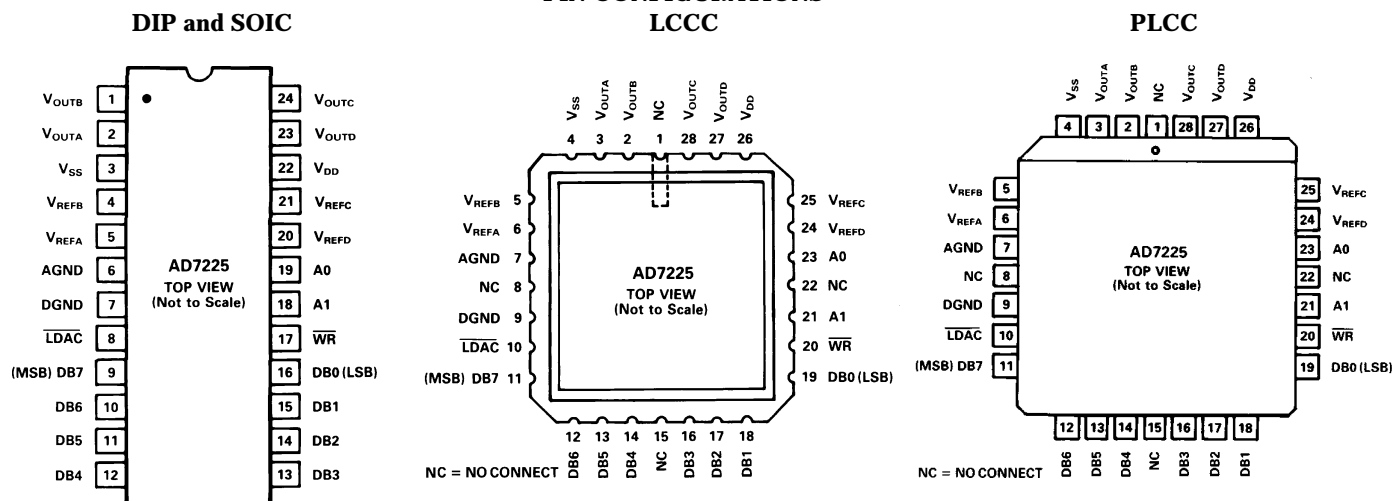 DIP and SOIC
VOUTB 1
VOUTA 2
VSS 3
VREFB 4
VREFA 5
AGND 6
DGND 7
LDAC 8
(MSB) DB7 9
DB6 10
DB5 11
DB4 12
24 VOUTC
23 VOUTD
22 VDD
21 VREFC
20 VREFD
19 A0
18 A1
17 WR
16 DB0 (LSB)
15 DB1
14 DB2
13 DB3
AD7225
TOP VIEW
(Not to Scale)
LCCC
VSS VOUTA VOUTB NC VOUTC VOUTD VDD
4 3 2 1 28 27 26
VREFB 5
VREFA 6
AGND 7
NC 8
DGND 9
LDAC 10
(MSB) DB7 11
25 VREFC
24 VREFD
23 A0
22 NC
21 A1
20 WR
19 DB0 (LSB)
AD7225
TOP VIEW
(Not to Scale)
12 13 14 15 16 17 18
DB6 DB5 DB4 NC DB3 DB2 DB1
NC = NO CONNECT
PLCC
VSS VOUTA VOUTB NC VOUTC VOUTD VDD
4 3 2 1 28 27 26
VREFB 5
VREFA 6
AGND 7
NC 8
DGND 9
LDAC 10
(MSB) DB7 11
25 VREFC
24 VREFD
23 A0
22 NC
21 A1
20 WR
19 DB0 (LSB)
AD7225
TOP VIEW
(Not to Scale)
12 13 14 15 16 17 18
DB6 DB5 DB4 NC DB3 DB2 DB1
NC = NO CONNECT